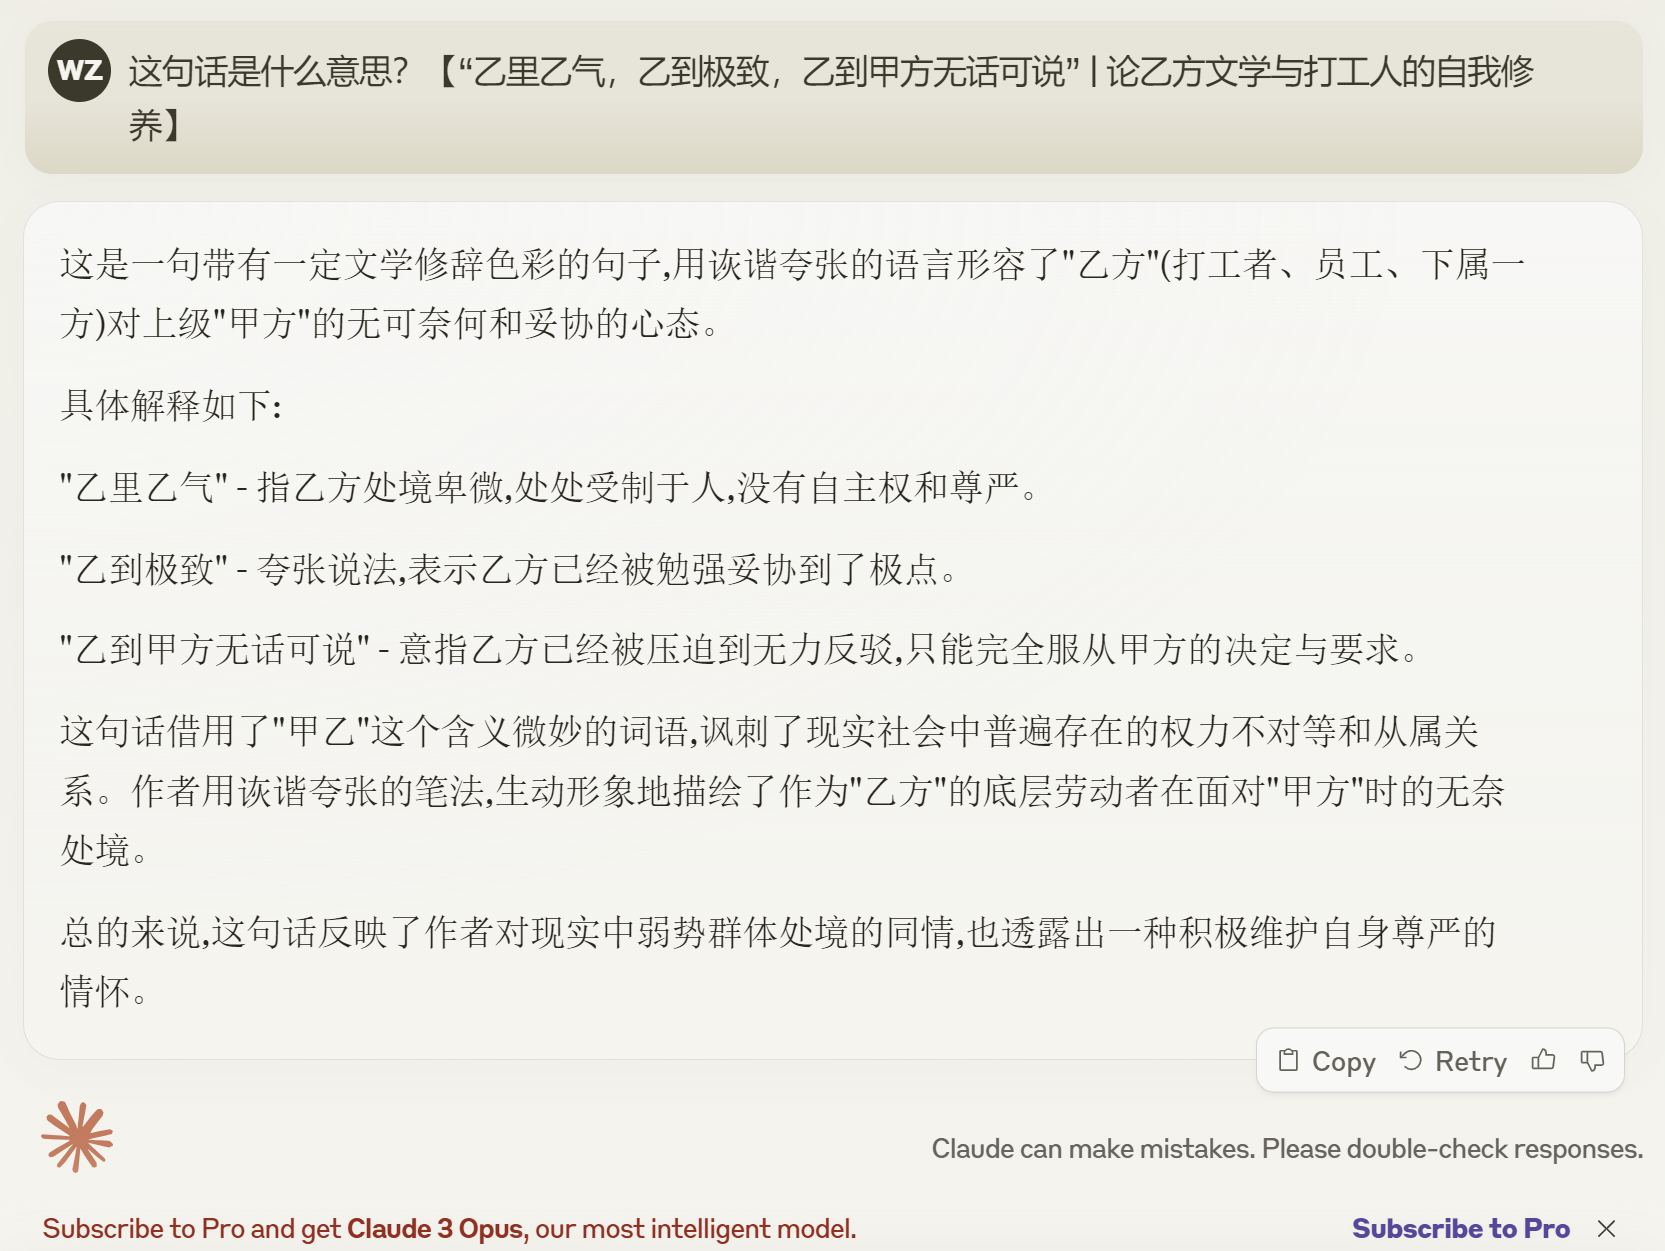 WZ
这句话是什么意思？【“乙里乙气，乙到极致，乙到甲方无话可说” | 论乙方文学与打工人的自我修
养】
这是一句带有一定文学修辞色彩的句子,用诙谐夸张的语言形容了"乙方"(打工者、员工、下属一
方)对上级"甲方"的无可奈何和妥协的心态。
具体解释如下:
"乙里乙气" - 指乙方处境卑微,处处受制于人,没有自主权和尊严。
"乙到极致" - 夸张说法,表示乙方已经被勉强妥协到了极点。
"乙到甲方无话可说" - 意指乙方已经被压迫到无力反驳,只能完全服从甲方的决定与要求。
这句话借用了"甲乙"这个含义微妙的词语,讽刺了现实社会中普遍存在的权力不对等和从属关
系。作者用诙谐夸张的笔法,生动形象地描绘了作为"乙方"的底层劳动者在面对"甲方"时的无奈
处境。
总的来说,这句话反映了作者对现实中弱势群体处境的同情,也透露出一种积极维护自身尊严的
情怀。
Copy Retry
Claude can make mistakes. Please double-check responses.
Subscribe to Pro and get Claude 3 Opus, our most intelligent model. Subscribe to Pro